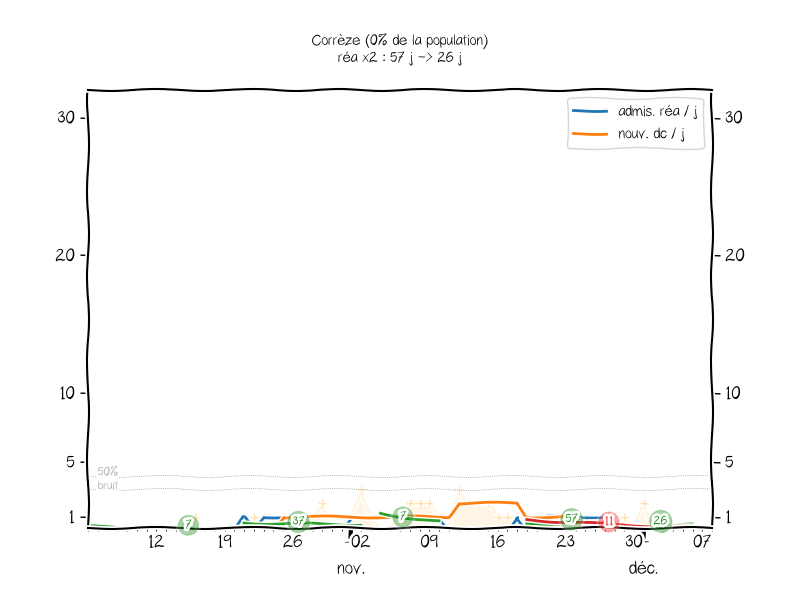 Corrèze (0% de la population)
réa x2 : 57 j -> 26 j
admis. réa / j
nouv. dc / j
30 30
20 20
10 10
5 5
50%
bruit
1 1
7 37 7 57 11 26
12 19 26 02 09 16 23 30 07
nov. déc.